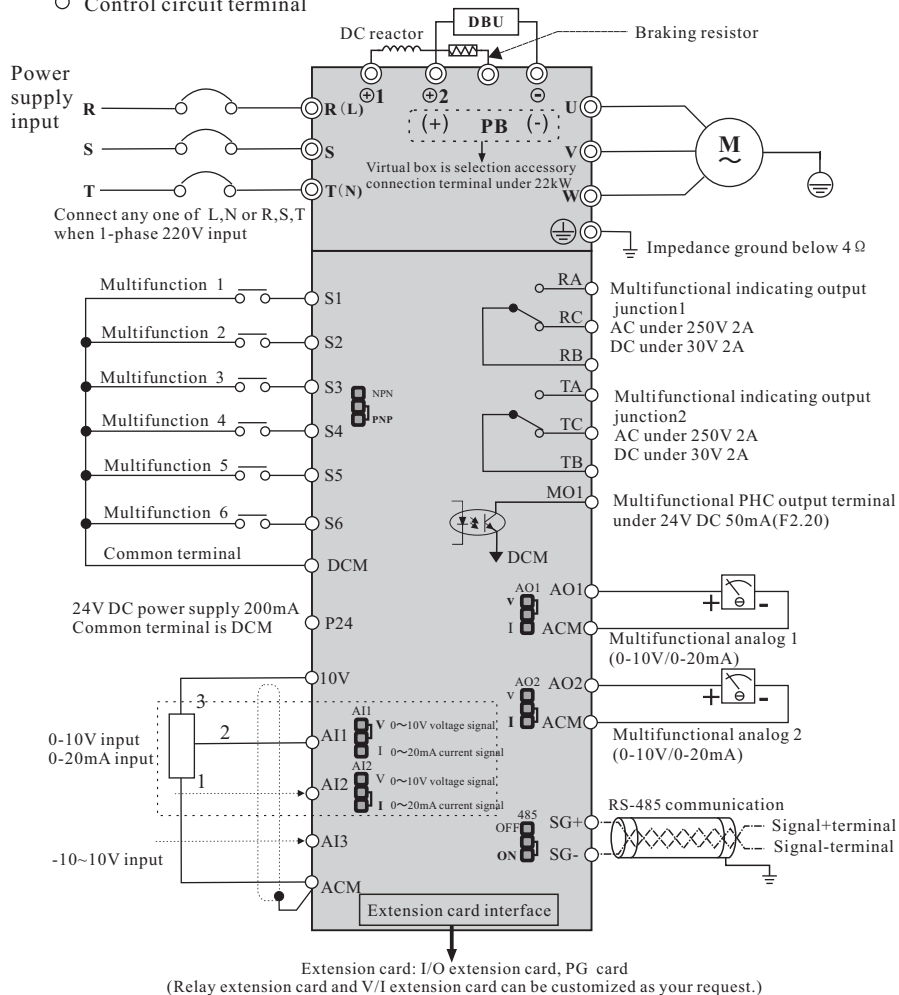 Control circuit terminal
DC reactor
DBU
Braking resistor
Power
supply
input
R
S
T
⊕1
⊕2
⊖
R(L)
S
T(N)
(+) PB (-)
Virtual box is selection accessory
connection terminal under 22kW
U
V
W
M
~
Connect any one of L,N or R,S,T
when 1-phase 220V input
Impedance ground below 4Ω
Multifunction 1
S1
Multifunction 2
S2
Multifunction 3
S3
Multifunction 4
S4
Multifunction 5
S5
Multifunction 6
S6
Common terminal
DCM
NPN
PNP
RA
RC
RB
Multifunctional indicating output
junction1
AC under 250V 2A
DC under 30V 2A
TA
TC
TB
Multifunctional indicating output
junction2
AC under 250V 2A
DC under 30V 2A
MO1
Multifunctional PHC output terminal
under 24V DC 50mA(F2.20)
DCM
24V DC power supply 200mA
Common terminal is DCM
P24
AO1
V
I
AO1
ACM
+ -
Multifunctional analog 1
(0-10V/0-20mA)
AO2
V
I
AO2
ACM
+ -
Multifunctional analog 2
(0-10V/0-20mA)
10V
3
2
1
0-10V input
0-20mA input
AI1
AI1
V 0~10V voltage signal
I 0~20mA current signal
AI2
AI2
V 0~10V voltage signal
I 0~20mA current signal
AI3
-10~10V input
ACM
485
OFF
ON
SG+
SG-
RS-485 communication
Signal+terminal
Signal-terminal
Extension card interface
Extension card: I/O extension card, PG card
(Relay extension card and V/I extension card can be customized as your request.)